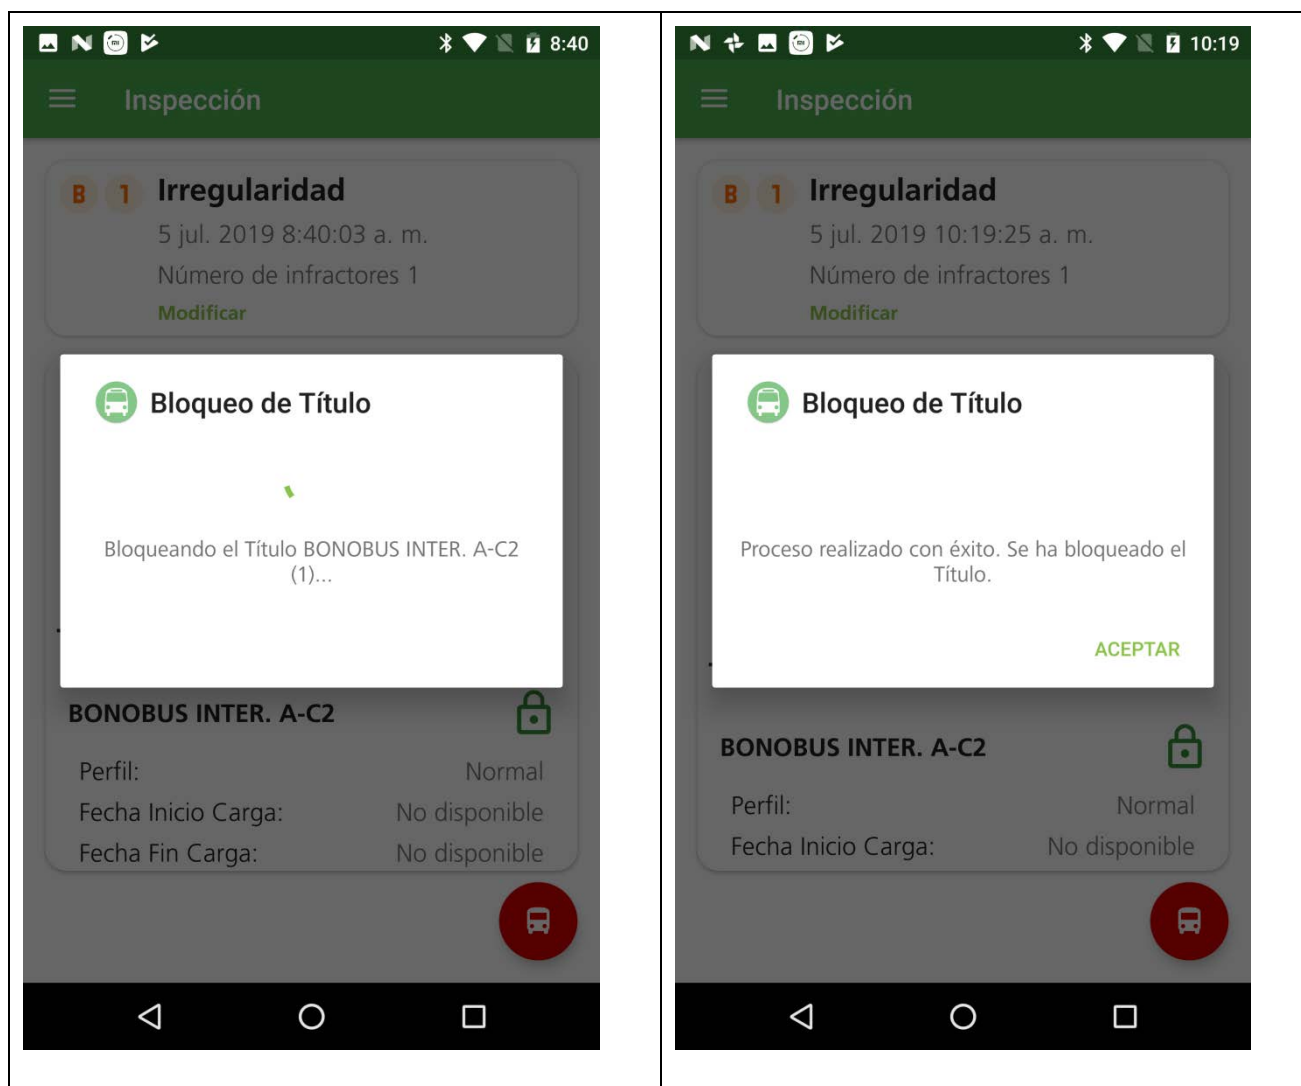 8:40
Inspección
B 1 Irregularidad
5 jul. 2019 8:40:03 a. m.
Número de infractores 1
Modificar
Bloqueo de Título
Bloqueando el Título BONOBUS INTER. A-C2
(1)...
BONOBUS INTER. A-C2
Perfil: Normal
Fecha Inicio Carga: No disponible
Fecha Fin Carga: No disponible
10:19
Inspección
B 1 Irregularidad
5 jul. 2019 10:19:25 a. m.
Número de infractores 1
Modificar
Bloqueo de Título
Proceso realizado con éxito. Se ha bloqueado el
Título.
ACEPTAR
BONOBUS INTER. A-C2
Perfil: Normal
Fecha Inicio Carga: No disponible